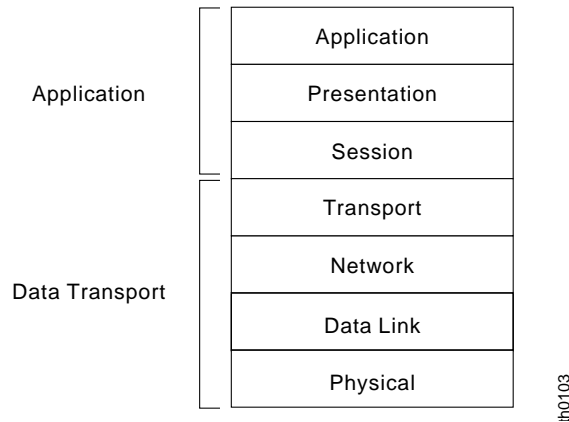 Application
Application
Presentation
Session
Data Transport
Transport
Network
Data Link
Physical
th0103